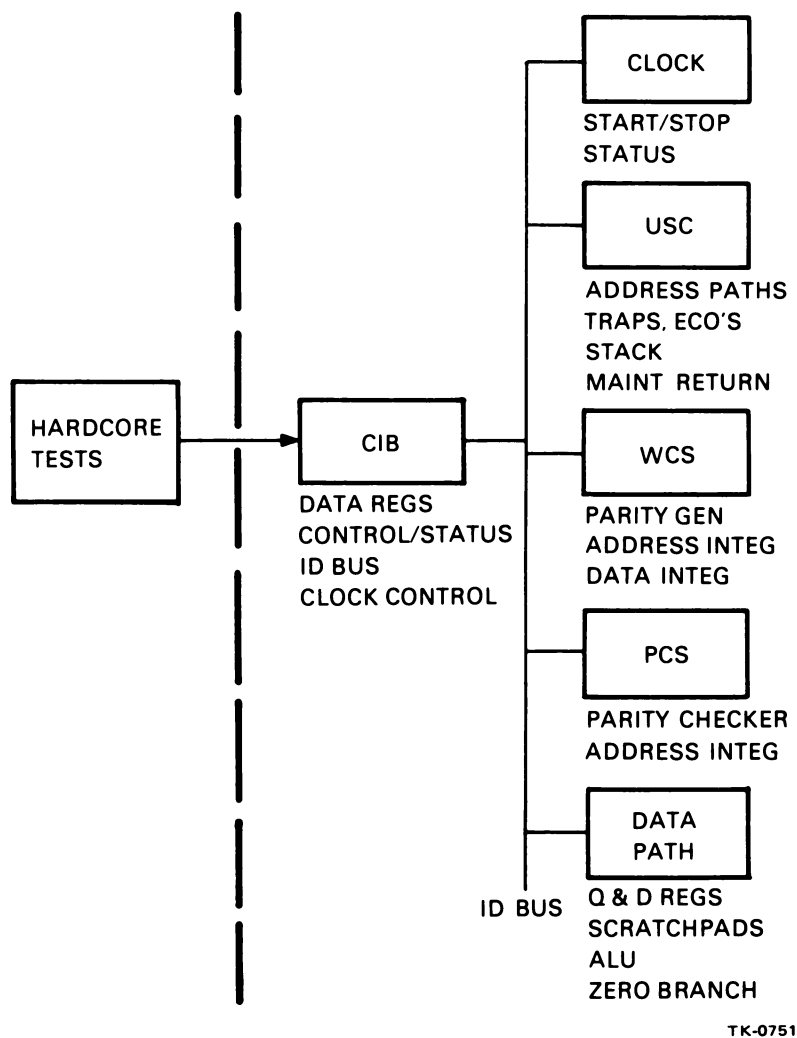 HARDCORE
TESTS
CIB
DATA REGS
CONTROL/STATUS
ID BUS
CLOCK CONTROL
CLOCK
START/STOP
STATUS
USC
ADDRESS PATHS
TRAPS, ECO'S
STACK
MAINT RETURN
WCS
PARITY GEN
ADDRESS INTEG
DATA INTEG
PCS
PARITY CHECKER
ADDRESS INTEG
DATA
PATH
Q & D REGS
SCRATCHPADS
ALU
ZERO BRANCH
ID BUS
TK-0751